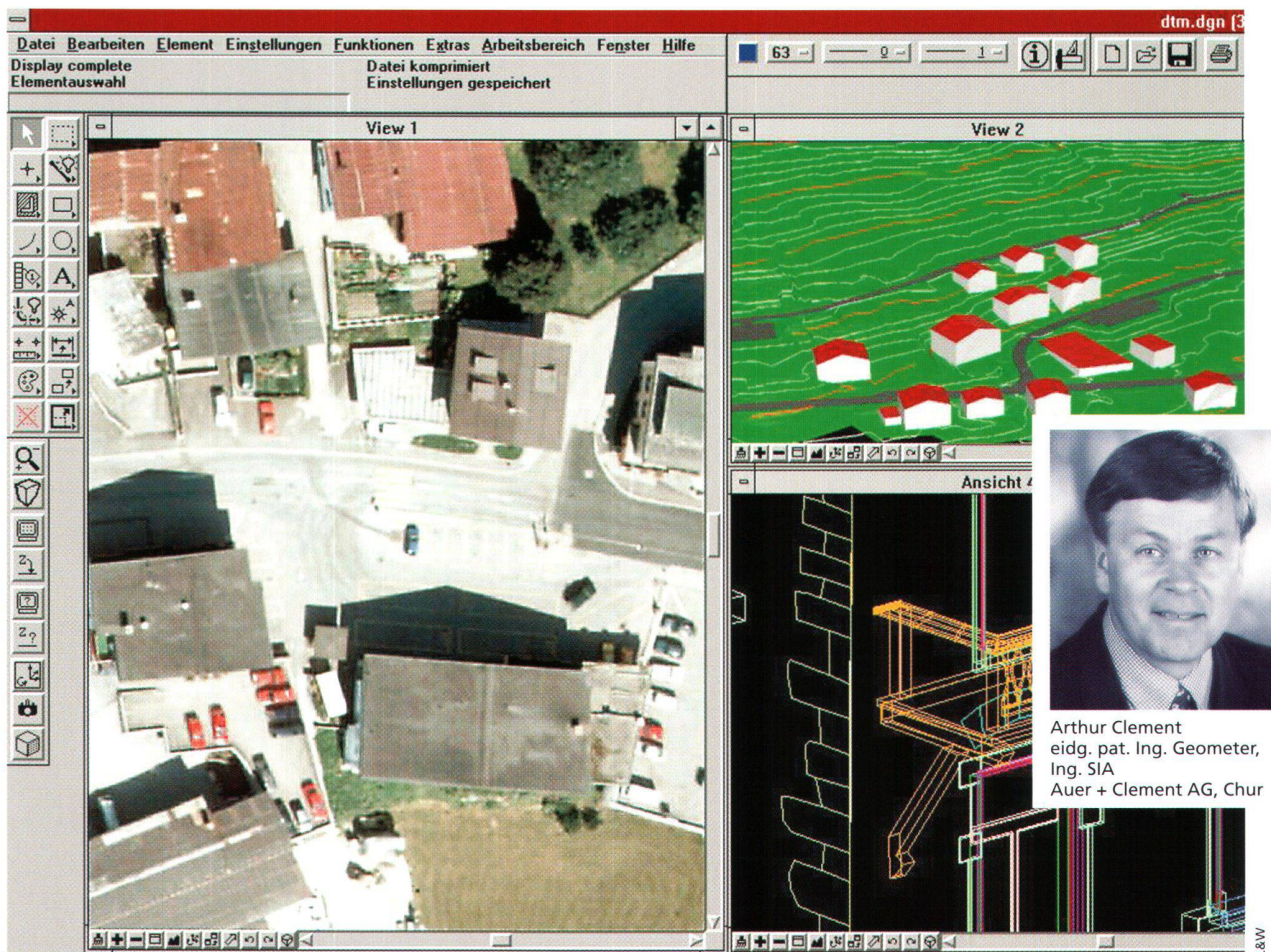 dtm.dgn (3
Datei Bearbeiten Element Einstellungen Funktionen Extras Arbeitsbereich Fenster Hilfe
Display complete Datei komprimiert
Elementauswahl Einstellungen gespeichert
63 0 1
View 1
View 2
Ansicht 4
Arthur Clement
eidg. pat. Ing. Geometer,
Ing. SIA
Auer + Clement AG, Chur
&W